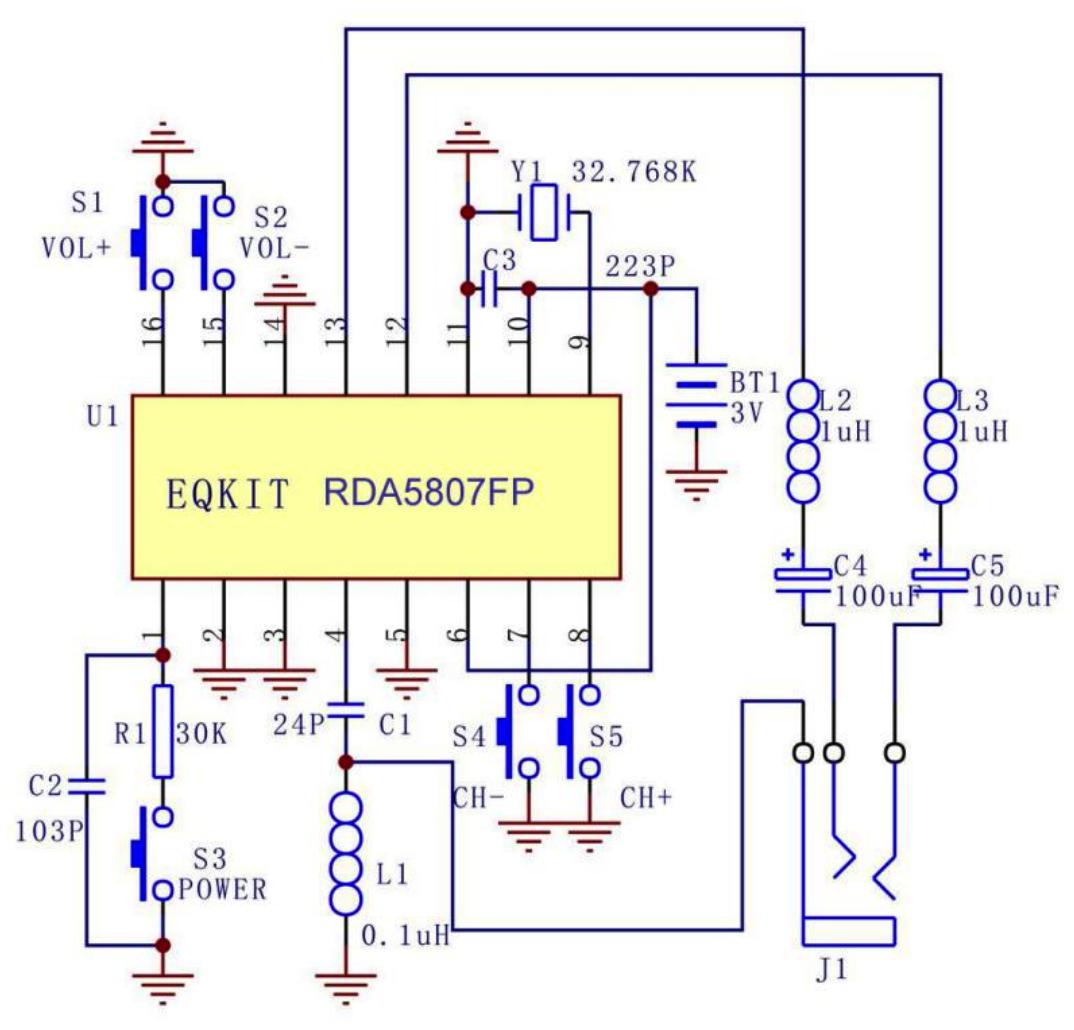 Y1 32.768K
S1
VOL+
S2
VOL-
C3
223P
16
15
14
13
12
11
10
9
BT1
3V
L2
1uH
L3
1uH
U1
EQKIT RDA5807FP
+
C4
100uF
+
C5
100uF
1
2
3
4
5
6
7
8
R1 30K
24P C1
S4
S5
C2
103P
CH-
CH+
S3
POWER
L1
0.1uH
J1